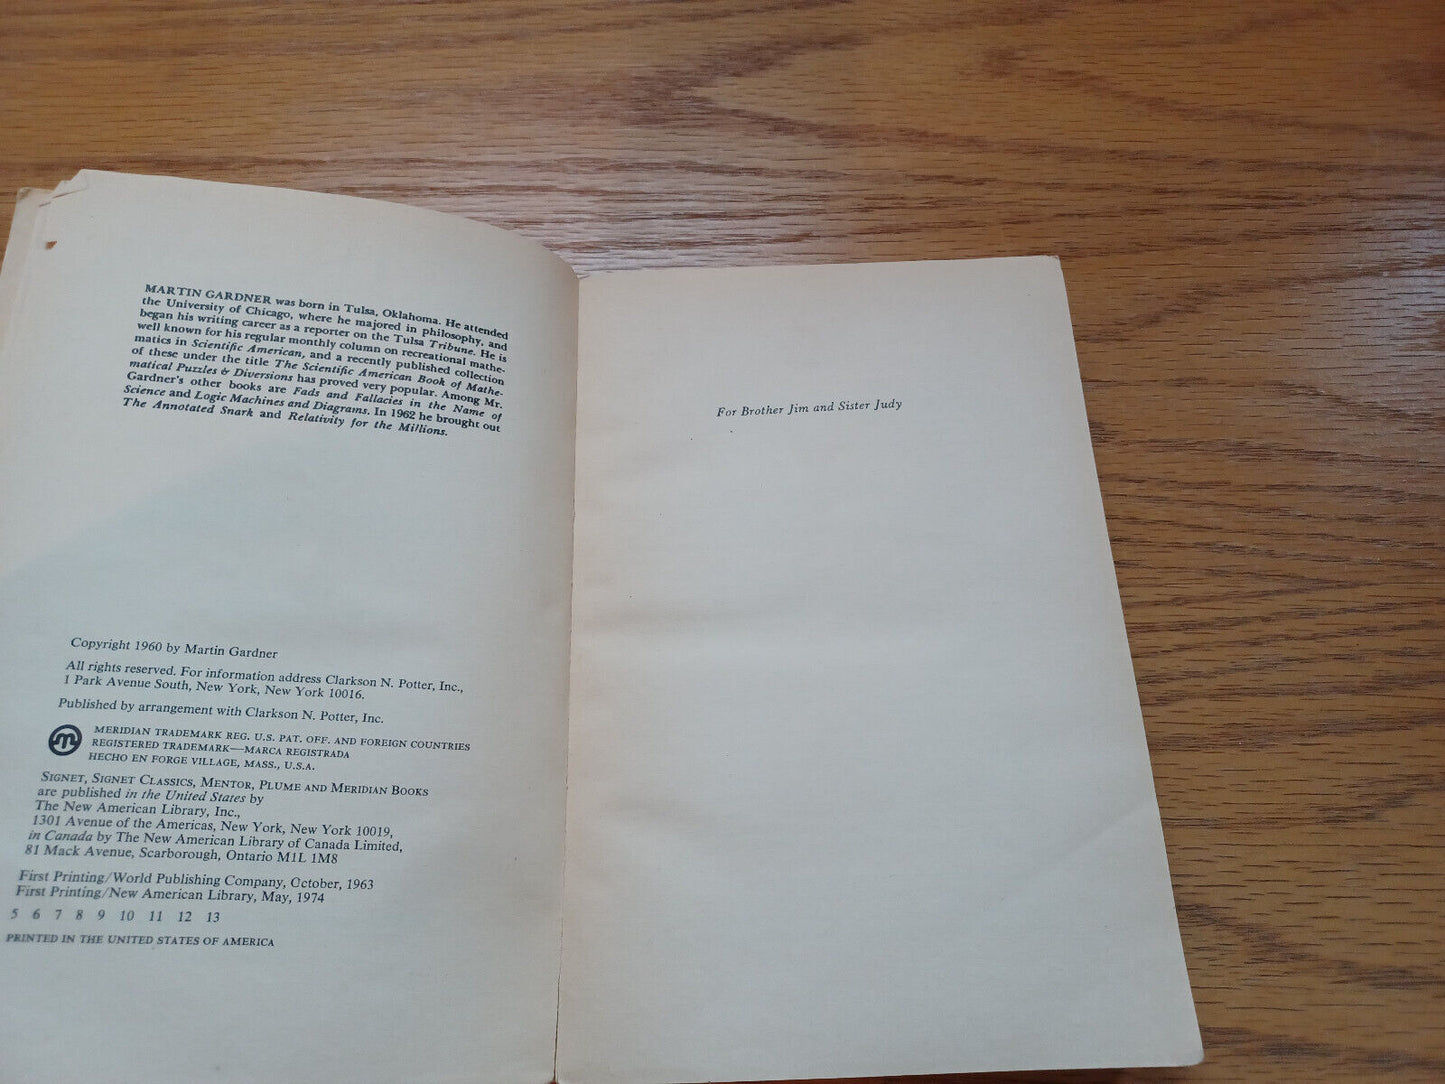 MARTIN GARDNER was born in Tulsa, Oklahoma. He attended
the University of Chicago, where he majored in philosophy, and
began his writing career as a reporter on the Tulsa Tribune. He is
well known for his regular monthly column on recreational mathe-
matics in Scientific American, and a recently published collection
of these under the title The Scientific American Book of Mathe-
matical Puzzles & Diversions has proved very popular. Among Mr.
Gardner's other books are Fads and Fallacies in the Name of
Science and Logic Machines and Diagrams. In 1962 he brought out
The Annotated Snark and Relativity for the Millions.
Copyright 1960 by Martin Gardner
All rights reserved. For information address Clarkson N. Potter, Inc.,
1 Park Avenue South, New York, New York 10016.
Published by arrangement with Clarkson N. Potter, Inc.
MERIDIAN TRADEMARK REG. U.S. PAT. OFF. AND FOREIGN COUNTRIES
REGISTERED TRADEMARK—MARCA REGISTRADA
HECHO EN FORGE VILLAGE, MASS., U.S.A.
SIGNET, SIGNET CLASSICS, MENTOR, PLUME AND MERIDIAN BOOKS
are published in the United States by
The New American Library, Inc.,
1301 Avenue of the Americas, New York, New York 10019,
in Canada by The New American Library of Canada Limited,
81 Mack Avenue, Scarborough, Ontario M1L 1M8
First Printing/World Publishing Company, October, 1963
First Printing/New American Library, May, 1974
5 6 7 8 9 10 11 12 13
PRINTED IN THE UNITED STATES OF AMERICA
For Brother Jim and Sister Judy